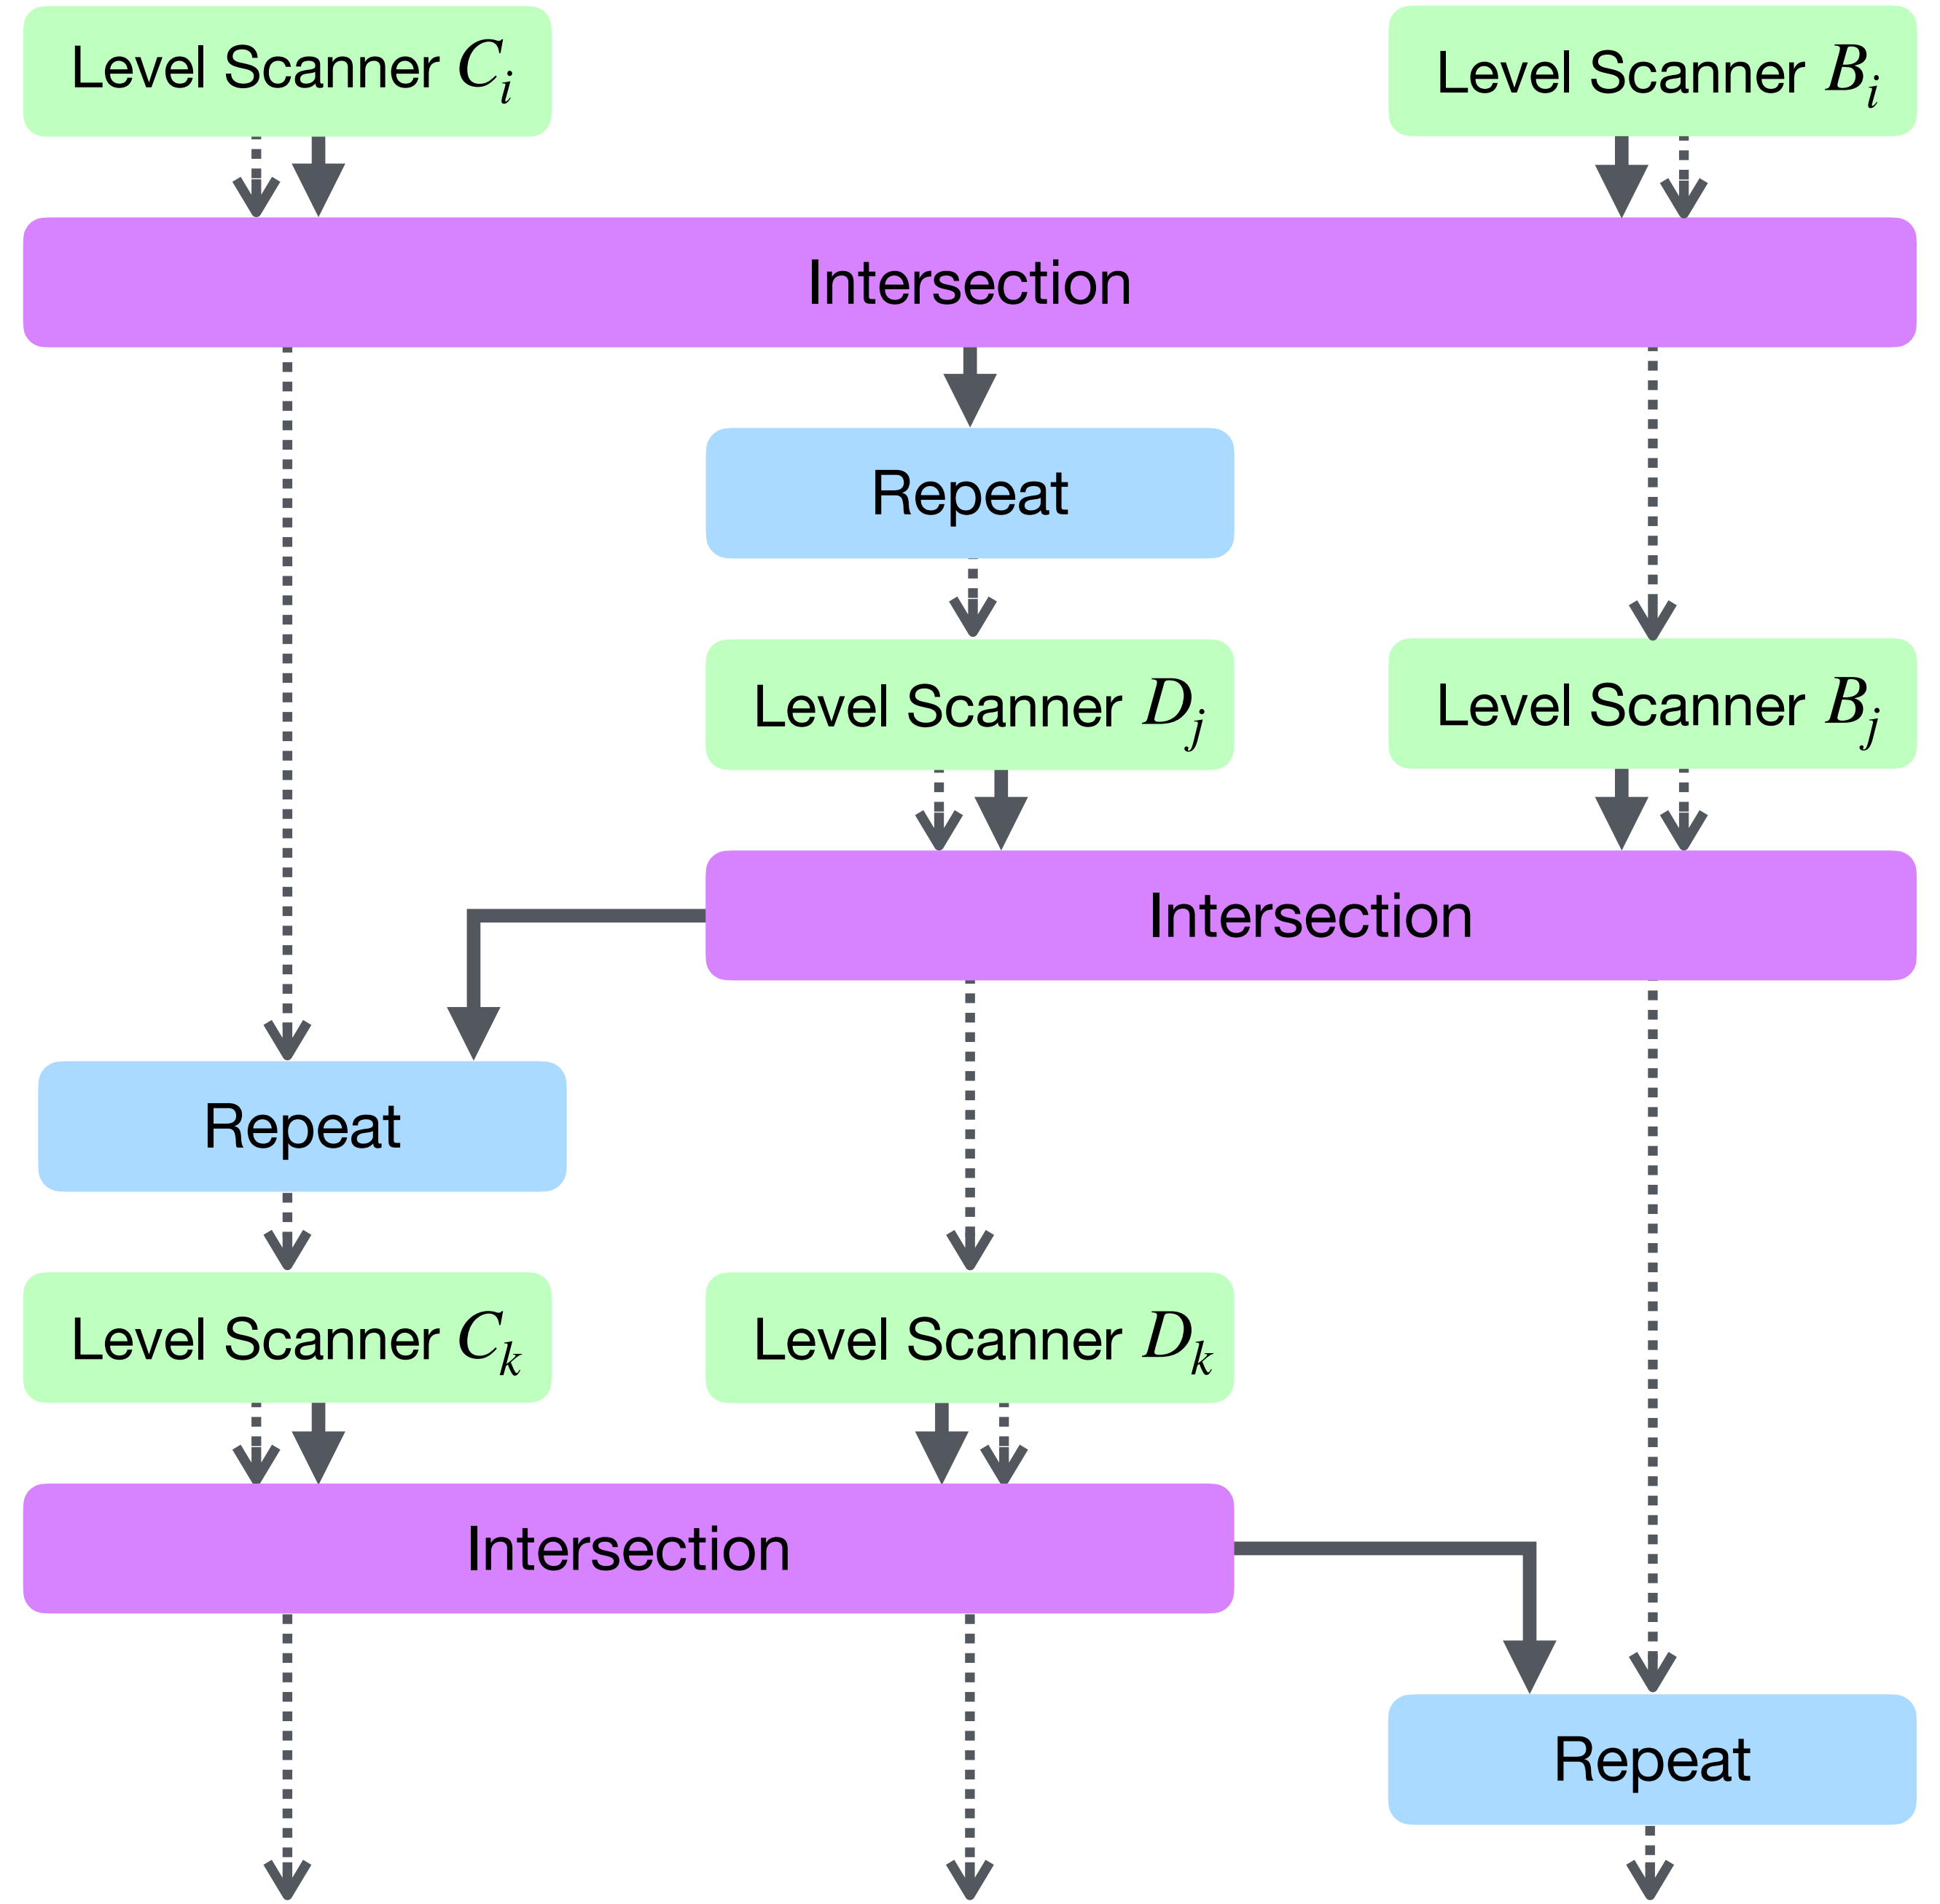 Level Scanner C_i
Level Scanner B_i
Intersection
Repeat
Level Scanner D_j
Level Scanner B_j
Intersection
Repeat
Level Scanner C_k
Level Scanner D_k
Intersection
Repeat